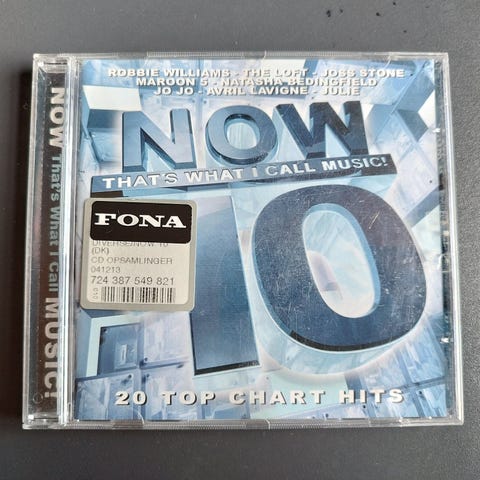 ROBBIE WILLIAMS - THE LOFT - JOSS STONE
MAROON 5 - NATASHA BEDINGFIELD
JO JO - AVRIL LAVIGNE - JULIE
NOW
THAT'S WHAT I CALL MUSIC!
10
FONA
DIVERSE/NOW 10
(DK)
CD OPSAMLINGER
041213
724 387 549 821
20 TOP CHART HITS
NOW That's What I Call MUSIC!